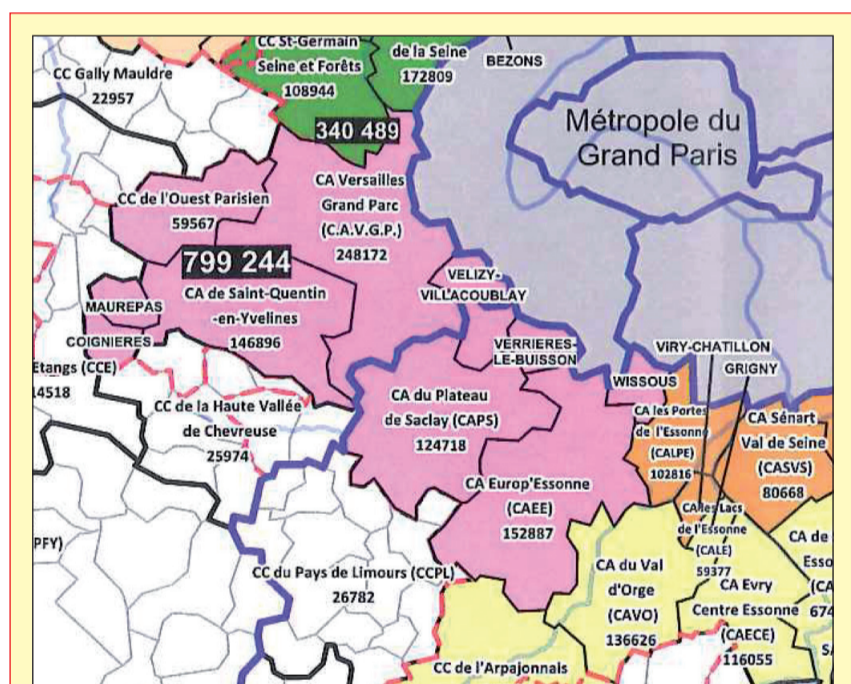 CC St-Germain
Seine et Forêts
108944
de la Seine
172809
BEZONS
CC Gally Mauldre
22957
340 489
Métropole du
Grand Paris
CC de l'Ouest Parisien
59567
CA Versailles
Grand Parc
(C.A.V.G.P.)
248172
799 244
CA de Saint-Quentin
-en-Yvelines
146896
VELIZY-
VILLACOUBLAY
MAUREPAS
COIGNIERES
Etangs (CCE)
14518
VERRIERES-
LE-BUISSON
VIRY-CHATILLON
GRIGNY
WISSOUS
CC de la Haute Vallée
de Chevreuse
25974
CA du Plateau
de Saclay (CAPS)
124718
CA les Portes
de l'Essonne
(CALPE)
102816
CA Sénart
Val de Seine
(CASVS)
80668
CA Europ'Essonne
(CAEE)
152887
CA les Lacs
de l'Essonne
(CALE)
59377
PFY)
CC du Pays de Limours (CCPL)
26782
CA du Val
d'Orge
(CAVO)
136626
CA Evry
Centre Essonne
(CAECE)
116055
CA de
Esso
(CA
674
SA
CC de l'Arpajonnais